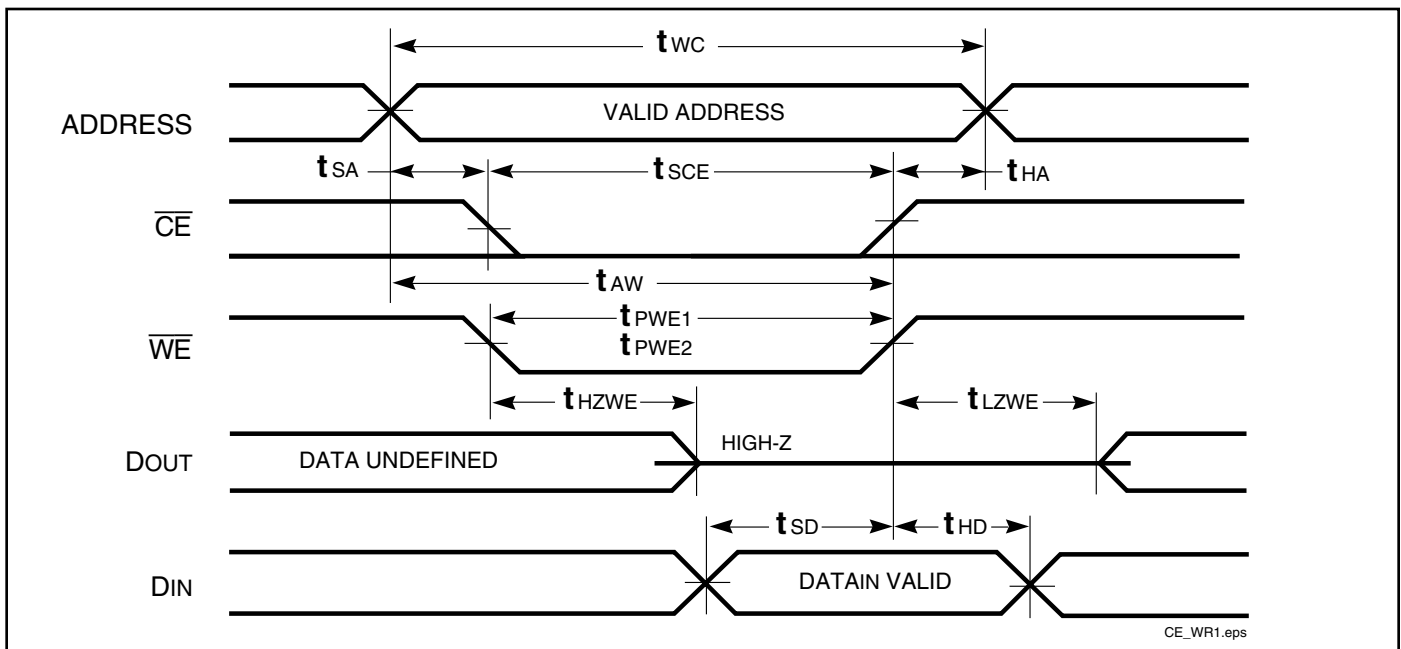 tWC
ADDRESS VALID ADDRESS
tSA tSCE tHA
CE
tAW
tPWE1
WE tPWE2
tHZWE tLZWE
HIGH-Z
DOUT DATA UNDEFINED
tSD tHD
DIN DATAIN VALID
CE_WR1.eps